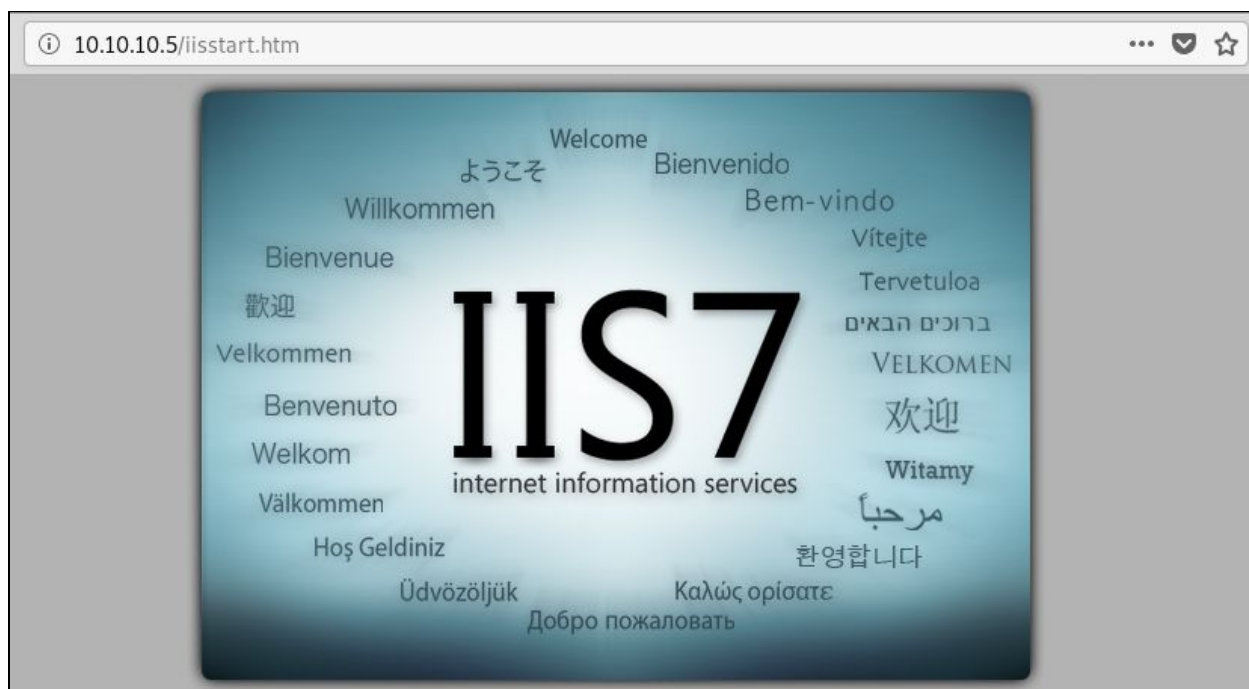 10.10.10.5/iisstart.htm
Welcome
ようこそ
Bienvenido
Willkommen
Bem-vindo
Vítejte
Bienvenue
Tervetuloa
歡迎
ברוכים הבאים
Velkommen
VELKOMEN
IIS7
Benvenuto
欢迎
Welkom
Witamy
internet information services
Välkommen
مرحباً
Hoş Geldiniz
환영합니다
Üdvözöljük
Καλώς ορίσατε
Добро пожаловать